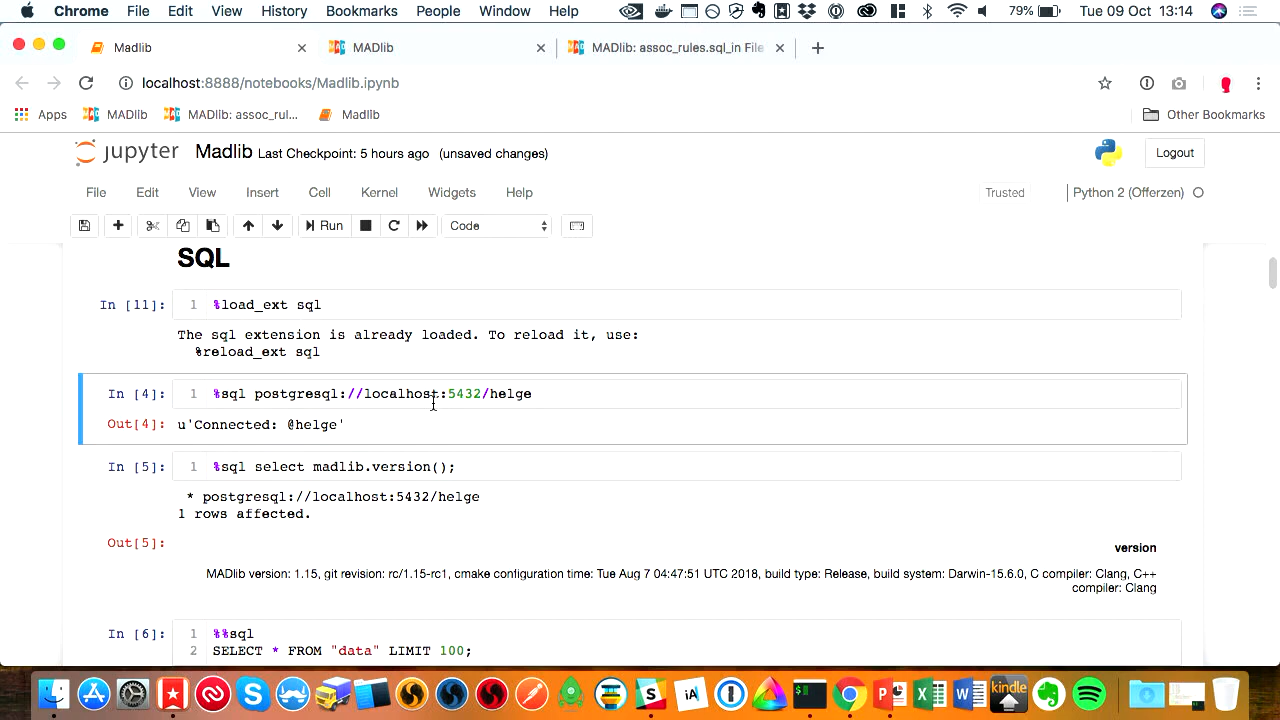 Chrome File Edit View History Bookmarks People Window Help 79% Tue 09 Oct 13:14
Madlib MADlib MADlib: assoc_rules.sql_in File
localhost:8888/notebooks/Madlib.ipynb
Apps MADlib MADlib: assoc_rul... Madlib Other Bookmarks
jupyter Madlib Last Checkpoint: 5 hours ago (unsaved changes) Logout
File Edit View Insert Cell Kernel Widgets Help Trusted Python 2 (Offerzen)
Run Code
SQL
In [11]: 1 %load_ext sql
The sql extension is already loaded. To reload it, use:
%reload_ext sql
In [4]: 1 %sql postgresql://localhost:5432/helge
Out[4]: u'Connected: @helge'
In [5]: 1 %sql select madlib.version();
* postgresql://localhost:5432/helge
1 rows affected.
Out[5]:
version
MADlib version: 1.15, git revision: rc/1.15-rc1, cmake configuration time: Tue Aug 7 04:47:51 UTC 2018, build type: Release, build system: Darwin-15.6.0, C compiler: Clang, C++
compiler: Clang
In [6]: 1 %%sql
2 SELECT * FROM "data" LIMIT 100;
kindle